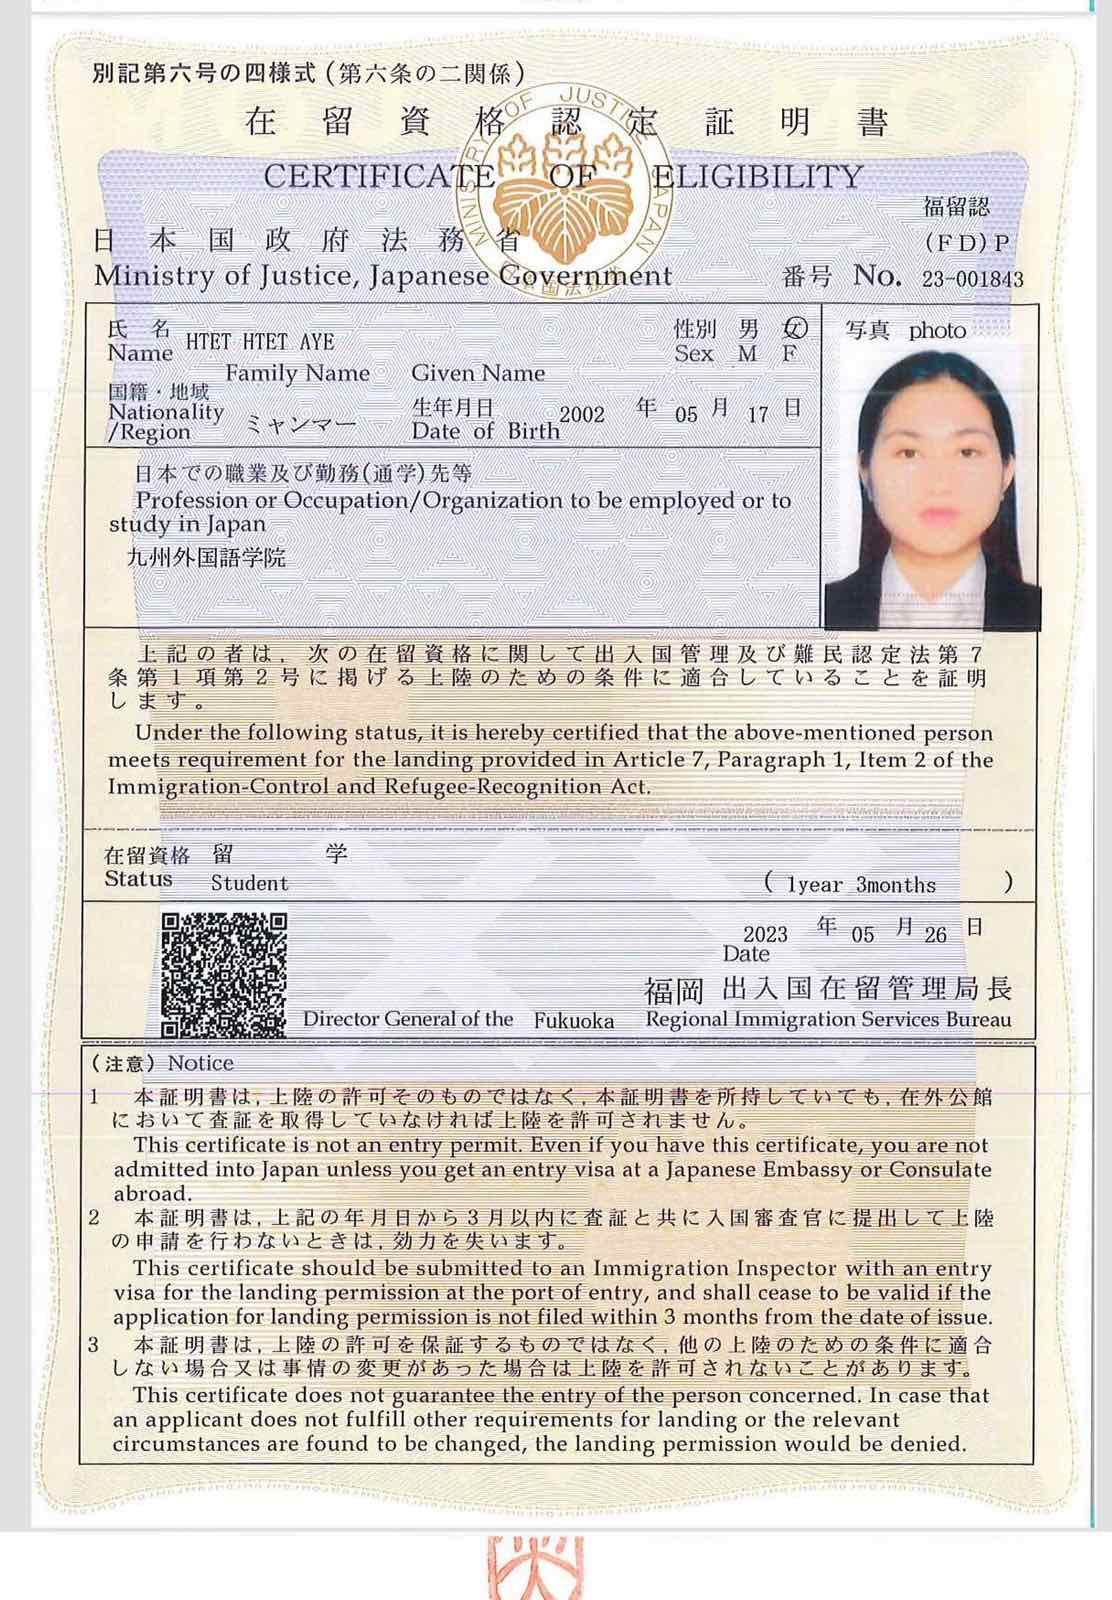 別記第六号の四様式(第六条の二関係)
在留資格認定証明書
CERTIFICATE OF ELIGIBILITY
MINISTRY OF JUSTICE, JAPAN
福留認
日本国政府法務省
(FD)P
Ministry of Justice, Japanese Government
番号 No. 23-001843
氏名 HTET HTET AYE 性別 男 女
Name Sex M F
Family Name Given Name
写真 photo
国籍・地域 生年月日 2002 年 05 月 17 日
Nationality /Region ミャンマー Date of Birth
日本での職業及び勤務(通学)先等
Profession or Occupation/Organization to be employed or to
study in Japan
九州外国語学院
上記の者は, 次の在留資格に関して出入国管理及び難民認定法第7
条第1項第2号に掲げる上陸のための条件に適合していることを証明
します。
Under the following status, it is hereby certified that the above-mentioned person
meets requirement for the landing provided in Article 7, Paragraph 1, Item 2 of the
Immigration-Control and Refugee-Recognition Act.
在留資格 留学
Status Student ( 1year 3months )
2023 年 05 月 26 日
Date
福岡 出入国在留管理局長
Director General of the Fukuoka Regional Immigration Services Bureau
(注意) Notice
1 本証明書は, 上陸の許可そのものではなく, 本証明書を所持していても, 在外公館
において査証を取得していなければ上陸を許可されません。
This certificate is not an entry permit. Even if you have this certificate, you are not
admitted into Japan unless you get an entry visa at a Japanese Embassy or Consulate
abroad.
2 本証明書は, 上記の年月日から3月以内に査証と共に入国審査官に提出して上陸
の申請を行わないときは, 効力を失います。
This certificate should be submitted to an Immigration Inspector with an entry
visa for the landing permission at the port of entry, and shall cease to be valid if the
application for landing permission is not filed within 3 months from the date of issue.
3 本証明書は, 上陸の許可を保証するものではなく, 他の上陸のための条件に適合
しない場合又は事情の変更があった場合は上陸を許可されないことがあります。
This certificate does not guarantee the entry of the person concerned. In case that
an applicant does not fulfill other requirements for landing or the relevant
circumstances are found to be changed, the landing permission would be denied.